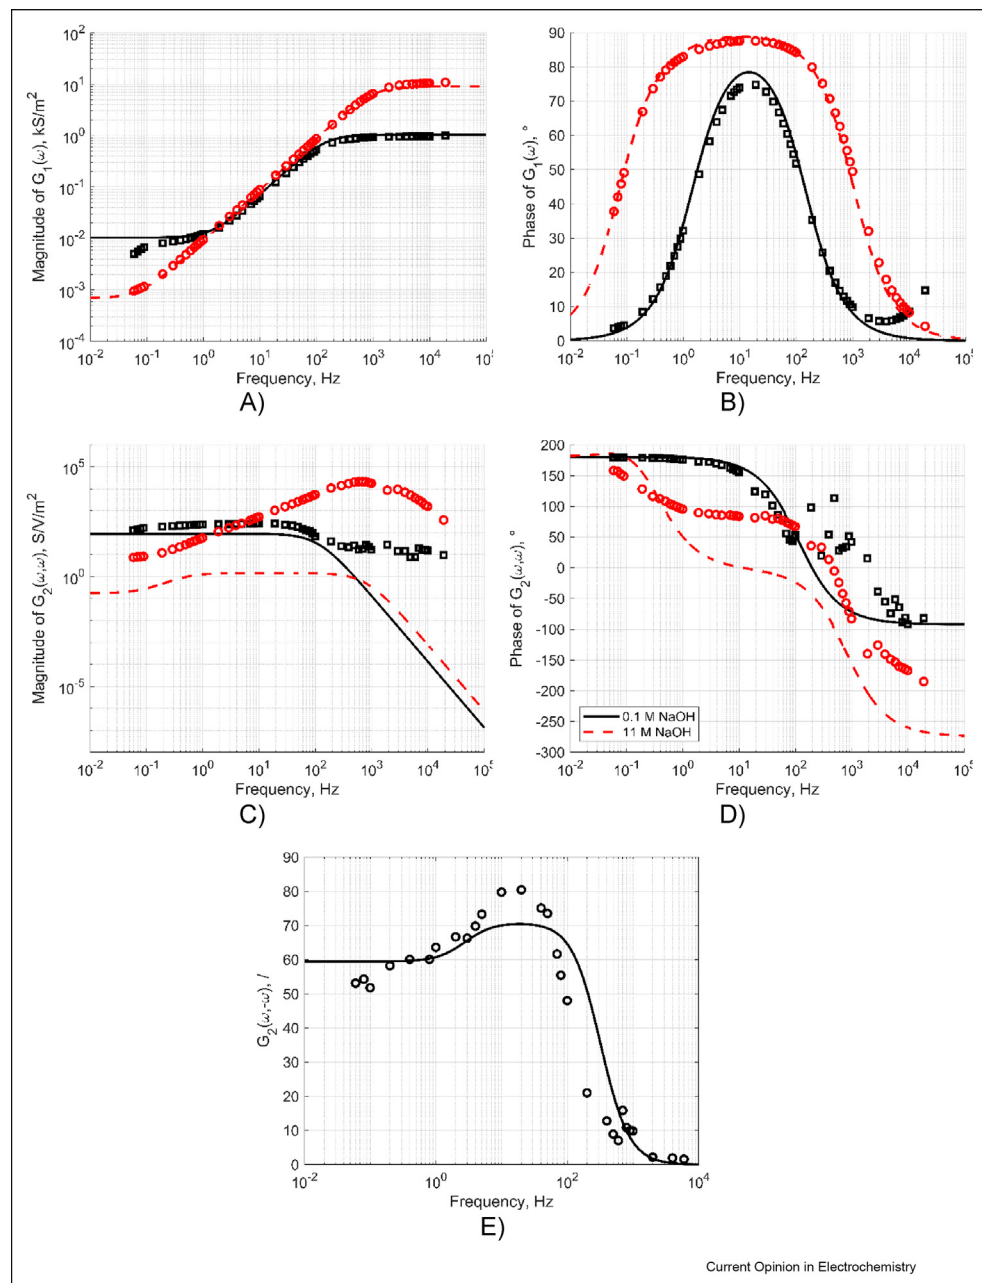 Magnitude of G₁(ω), kS/m²
10²
10¹
10⁰
10⁻¹
10⁻²
10⁻³
10⁻⁴
10⁻² 10⁻¹ 10⁰ 10¹ 10² 10³ 10⁴ 10⁵
Frequency, Hz
A)
Phase of G₁(ω), °
90
80
70
60
50
40
30
20
10
0
10⁻² 10⁻¹ 10⁰ 10¹ 10² 10³ 10⁴ 10⁵
Frequency, Hz
B)
Magnitude of G₂(ω,ω), S/V/m²
10⁵
10⁰
10⁻⁵
10⁻² 10⁻¹ 10⁰ 10¹ 10² 10³ 10⁴ 10⁵
Frequency, Hz
C)
Phase of G₂(ω,ω), °
200
150
100
50
0
-50
-100
-150
-200
-250
-300
0.1 M NaOH
11 M NaOH
10⁻² 10⁻¹ 10⁰ 10¹ 10² 10³ 10⁴ 10⁵
Frequency, Hz
D)
G₂(ω,-ω), /
90
80
70
60
50
40
30
20
10
0
10⁻² 10⁰ 10² 10⁴
Frequency, Hz
E)
Current Opinion in Electrochemistry